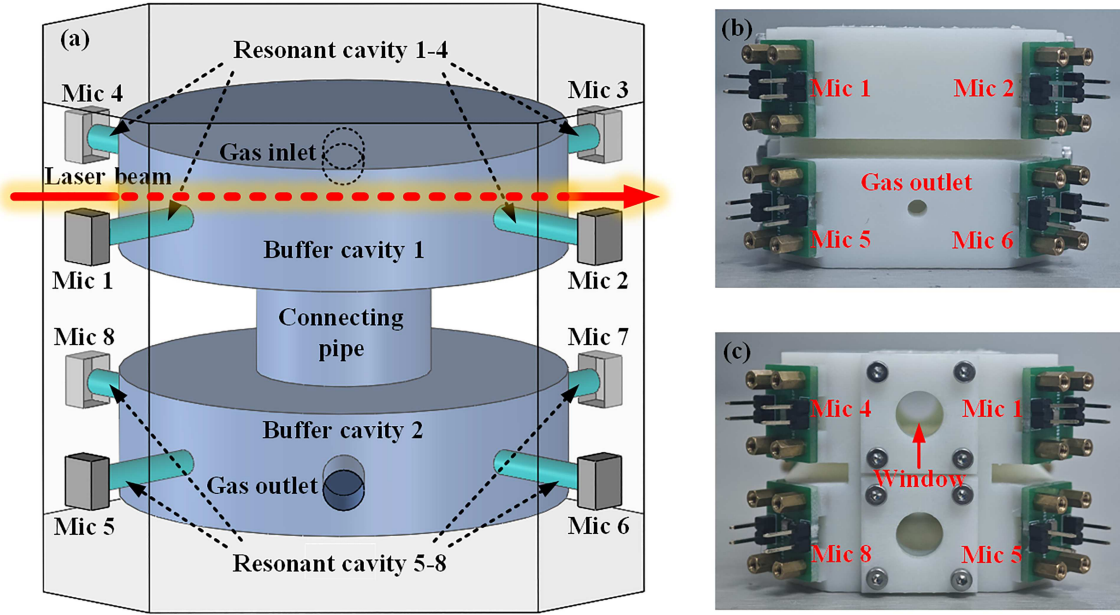 (a)
Resonant cavity 1-4
Mic 4
Mic 3
Gas inlet
Laser beam
Buffer cavity 1
Mic 1
Mic 2
Connecting
pipe
Mic 8
Mic 7
Buffer cavity 2
Gas outlet
Mic 5
Mic 6
Resonant cavity 5-8
(b)
Mic 1
Mic 2
Gas outlet
Mic 5
Mic 6
(c)
Mic 4
Mic 1
Window
Mic 8
Mic 5